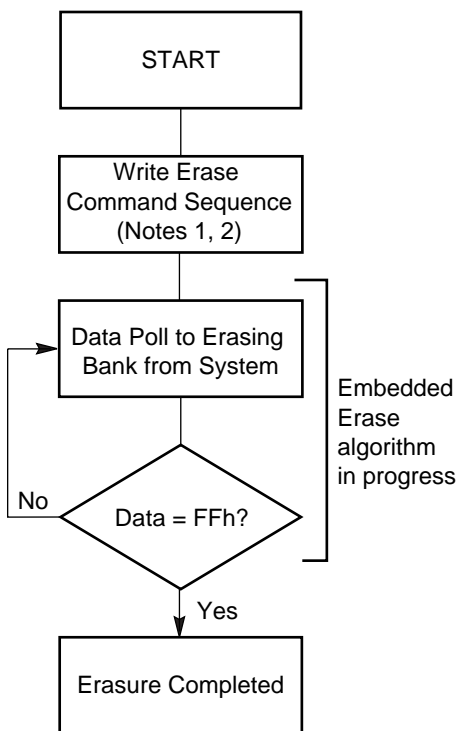 START
Write Erase
Command Sequence
(Notes 1, 2)
Data Poll to Erasing
Bank from System
Embedded
Erase
algorithm
in progress
No
Data = FFh?
Yes
Erasure Completed